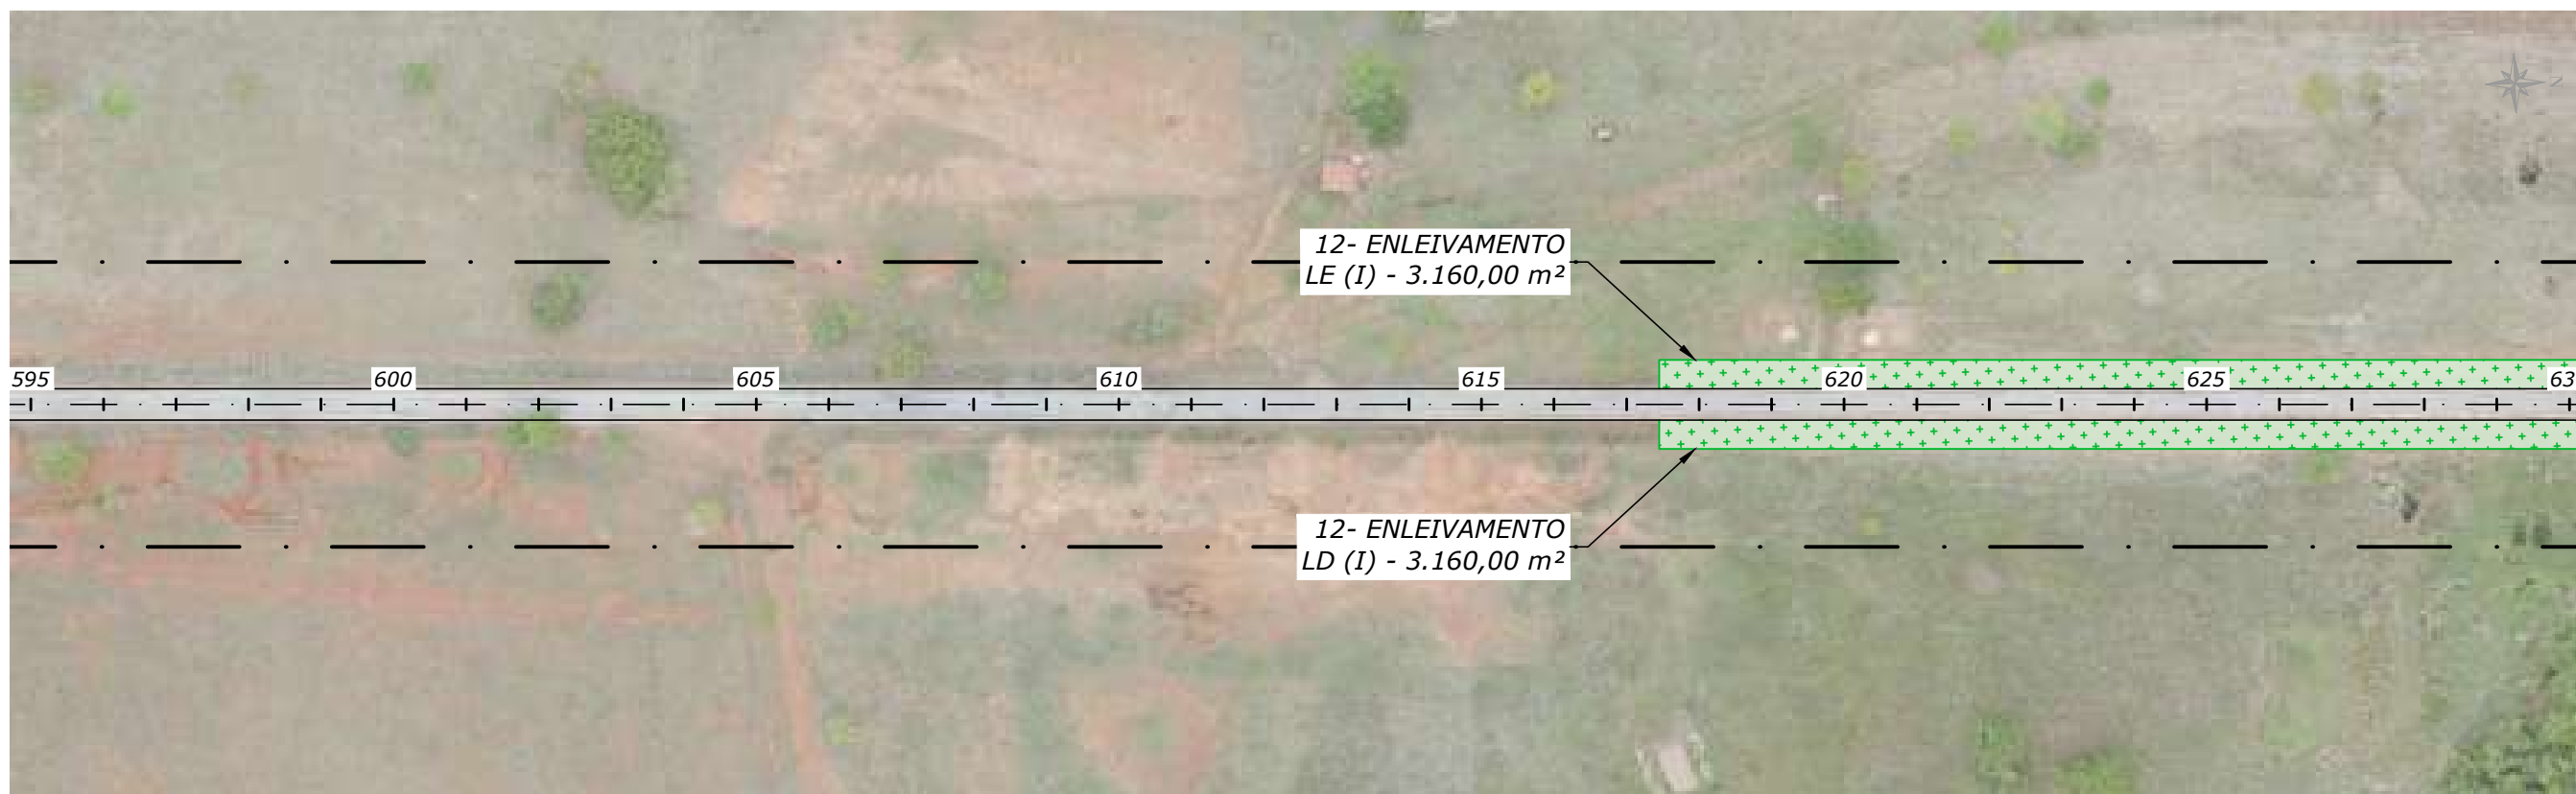 12- ENLEIVAMENTO
LE (I) - 3.160,00 m²
595 600 605 610 615 620 625 63
12- ENLEIVAMENTO
LD (I) - 3.160,00 m²